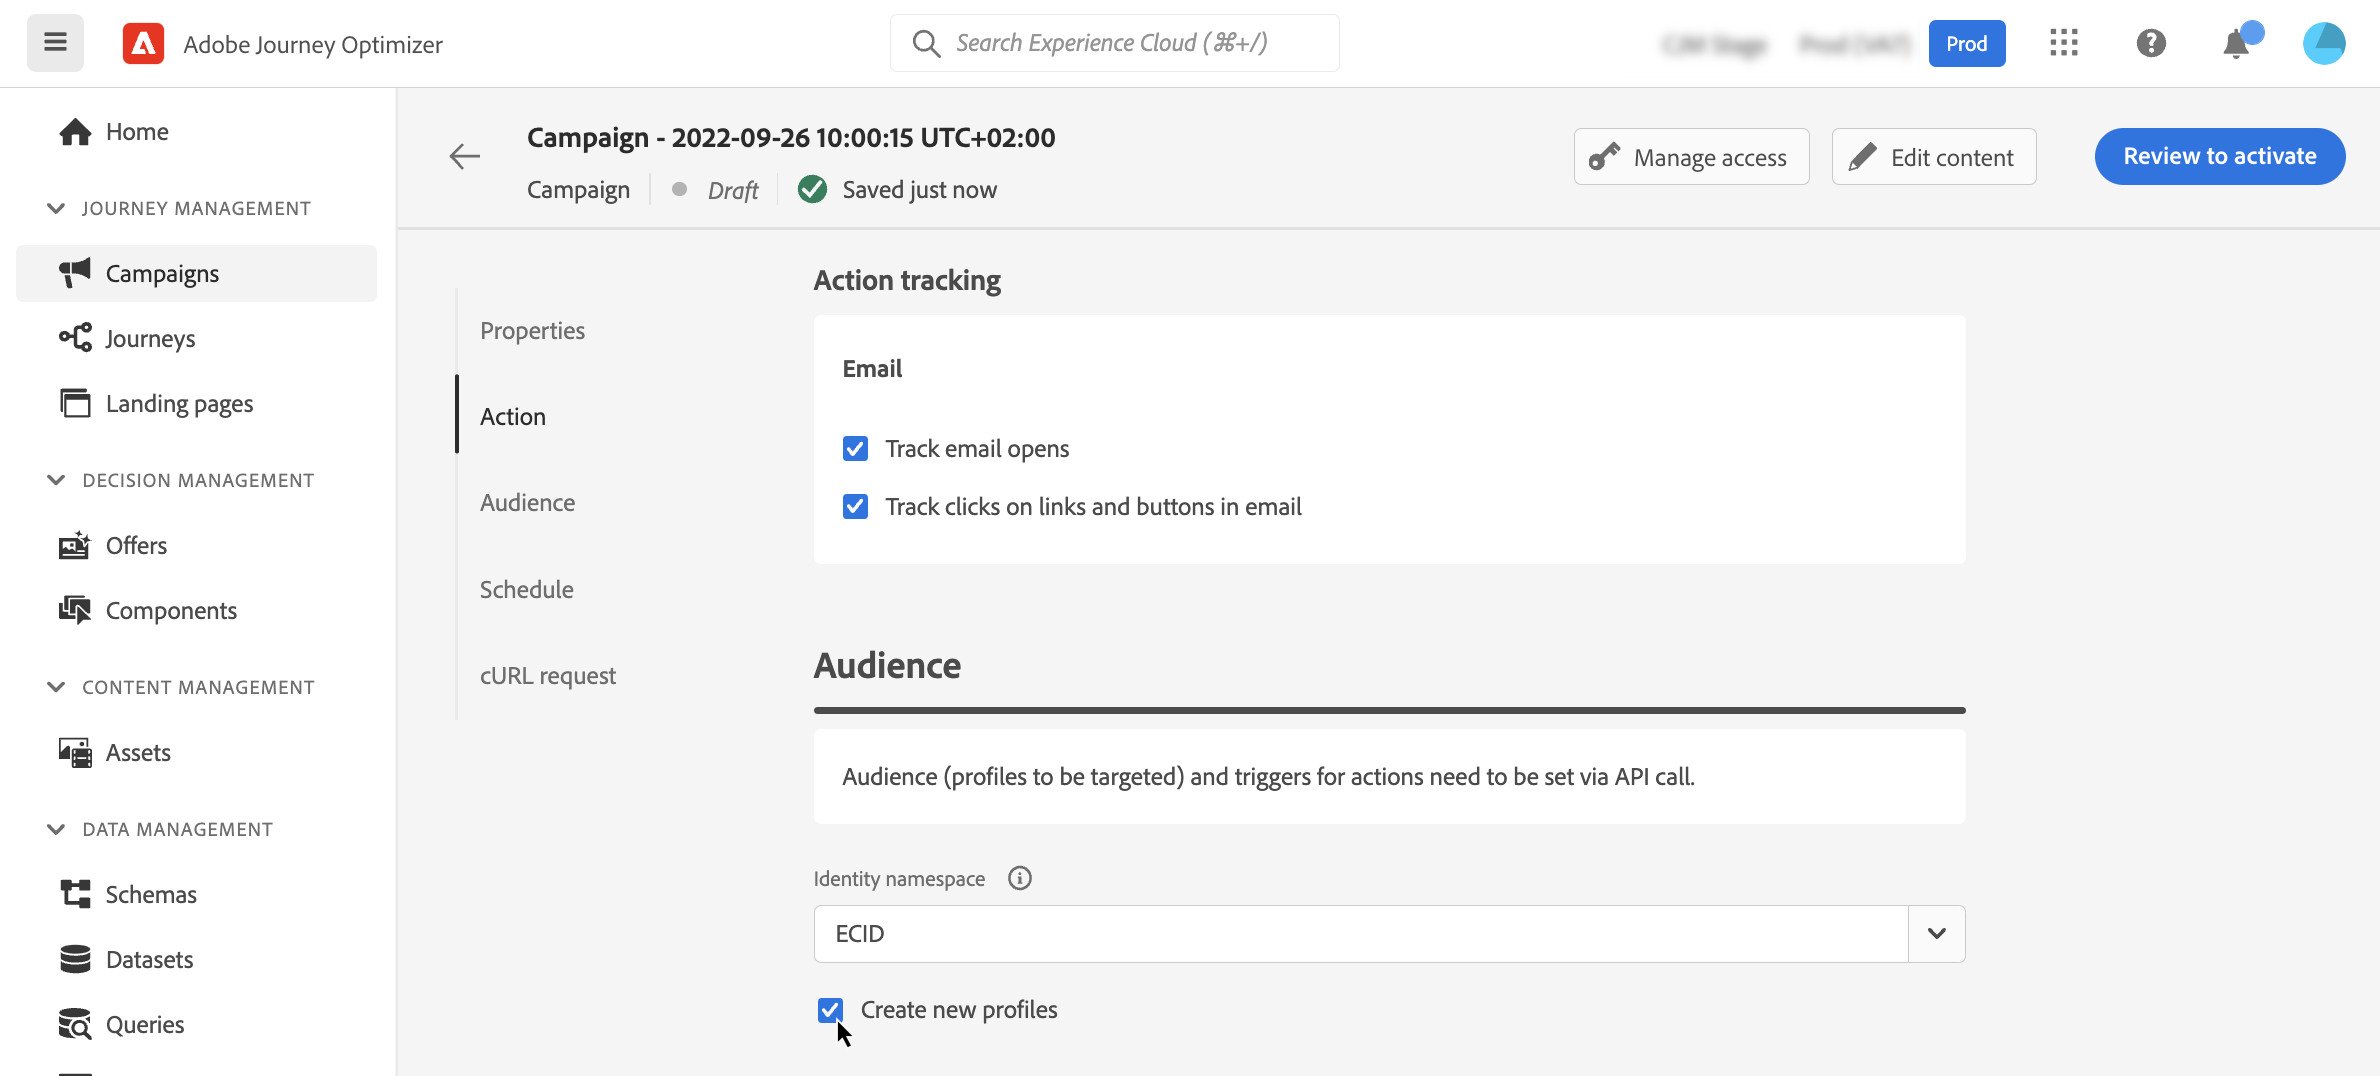 Adobe Journey Optimizer
Search Experience Cloud (⌘+/)
Prod
Home
JOURNEY MANAGEMENT
Campaigns
Journeys
Landing pages
DECISION MANAGEMENT
Offers
Components
CONTENT MANAGEMENT
Assets
DATA MANAGEMENT
Schemas
Datasets
Queries
Campaign - 2022-09-26 10:00:15 UTC+02:00
Campaign Draft Saved just now
Manage access
Edit content
Review to activate
Properties
Action
Audience
Schedule
cURL request
Action tracking
Email
Track email opens
Track clicks on links and buttons in email
Audience
Audience (profiles to be targeted) and triggers for actions need to be set via API call.
Identity namespace
ECID
Create new profiles